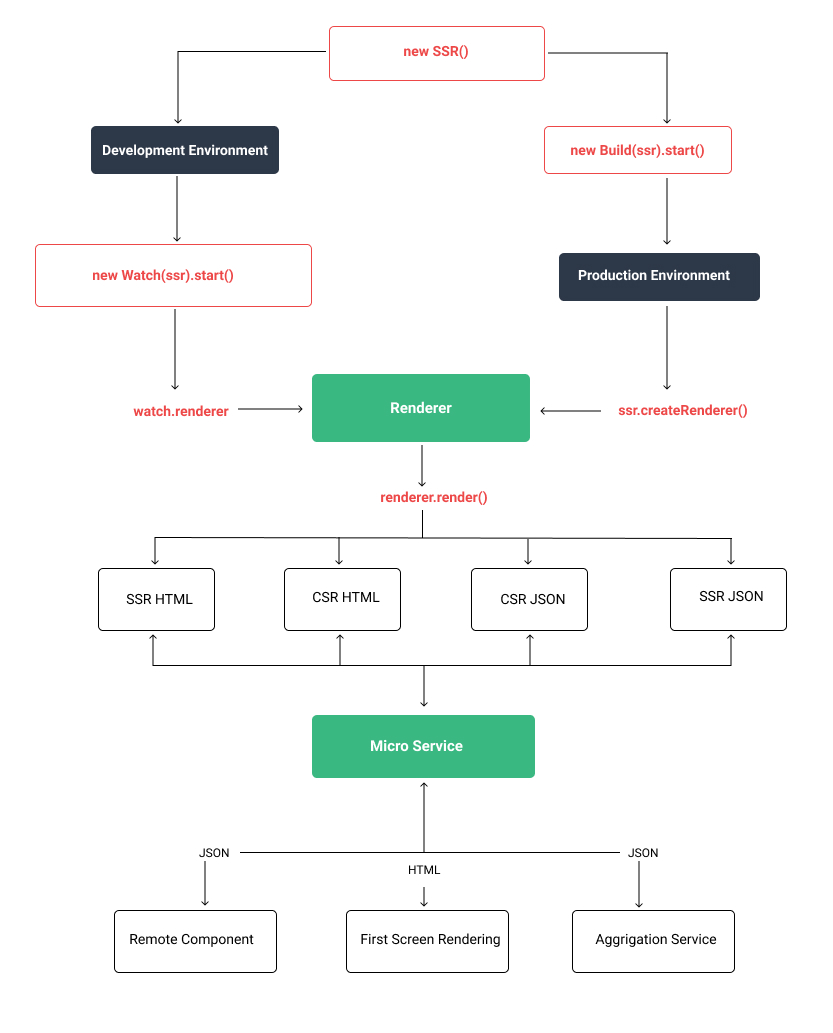 new SSR()
Development Environment
new Build(ssr).start()
new Watch(ssr).start()
Production Environment
watch.renderer
Renderer
ssr.createRenderer()
renderer.render()
SSR HTML
CSR HTML
CSR JSON
SSR JSON
Micro Service
JSON
HTML
JSON
Remote Component
First Screen Rendering
Aggrigation Service